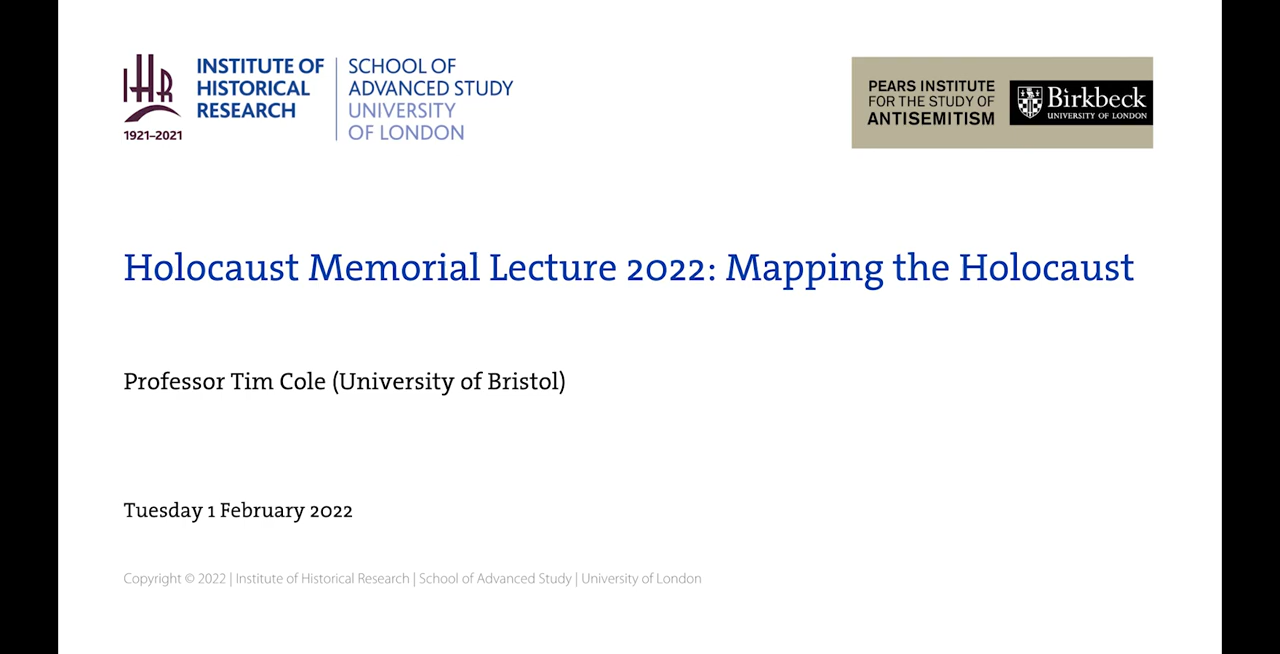 IHR
1921–2021
INSTITUTE OF
HISTORICAL
RESEARCH
SCHOOL OF
ADVANCED STUDY
UNIVERSITY
OF LONDON
PEARS INSTITUTE
FOR THE STUDY OF
ANTISEMITISM
Birkbeck
UNIVERSITY OF LONDON
Holocaust Memorial Lecture 2022: Mapping the Holocaust
Professor Tim Cole (University of Bristol)
Tuesday 1 February 2022
Copyright © 2022 | Institute of Historical Research | School of Advanced Study | University of London